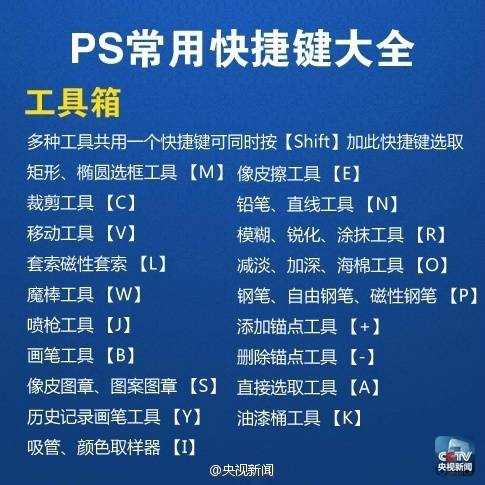 PS常用快捷键大全
工具箱
多种工具共用一个快捷键可同时按【Shift】加此快捷键选取
矩形、椭圆选框工具【M】
裁剪工具【C】
移动工具【V】
套索磁性套索【L】
魔棒工具【W】
喷枪工具【J】
画笔工具【B】
像皮图章、图案图章【S】
历史记录画笔工具【Y】
吸管、颜色取样器【I】
像皮擦工具【E】
铅笔、直线工具【N】
模糊、锐化、涂抹工具【R】
减淡、加深、海棉工具【O】
钢笔、自由钢笔、磁性钢笔【P】
添加锚点工具【+】
删除锚点工具【-】
直接选取工具【A】
油漆桶工具【K】
@央视新闻
CCTV
央视新闻